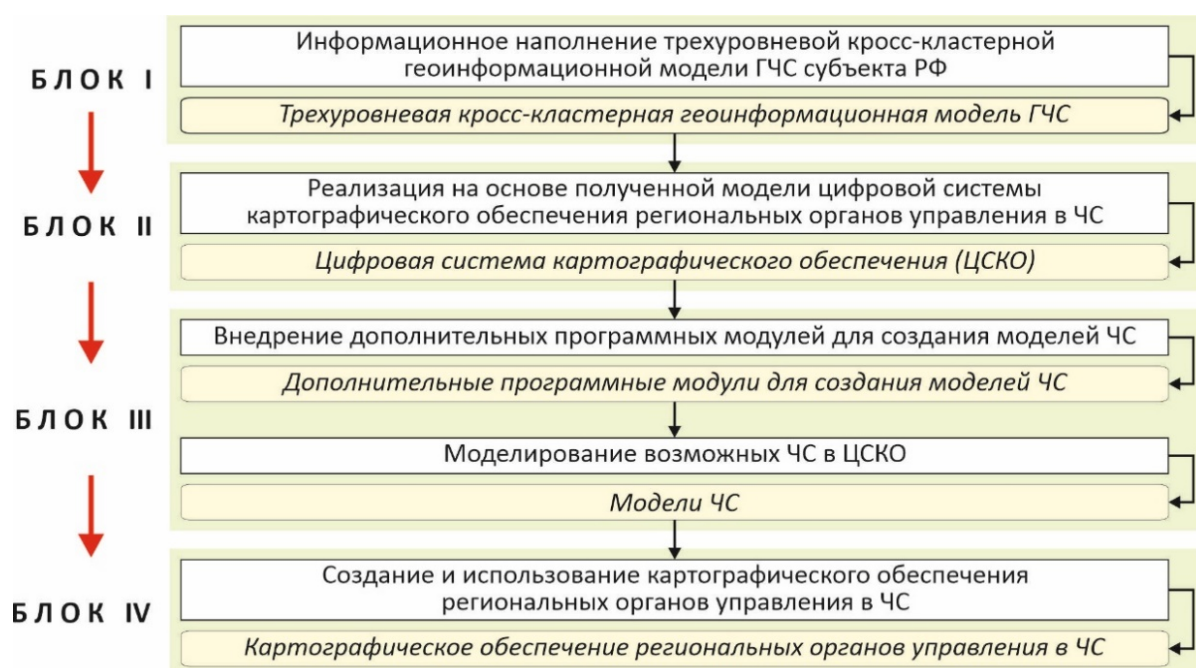 БЛОК I
Информационное наполнение трехуровневой кросс-кластерной
геоинформационной модели ГЧС субъекта РФ
Трехуровневая кросс-кластерная геоинформационная модель ГЧС
БЛОК II
Реализация на основе полученной модели цифровой системы
картографического обеспечения региональных органов управления в ЧС
Цифровая система картографического обеспечения (ЦСКО)
БЛОК III
Внедрение дополнительных программных модулей для создания моделей ЧС
Дополнительные программные модули для создания моделей ЧС
Моделирование возможных ЧС в ЦСКО
Модели ЧС
БЛОК IV
Создание и использование картографического обеспечения
региональных органов управления в ЧС
Картографическое обеспечение региональных органов управления в ЧС